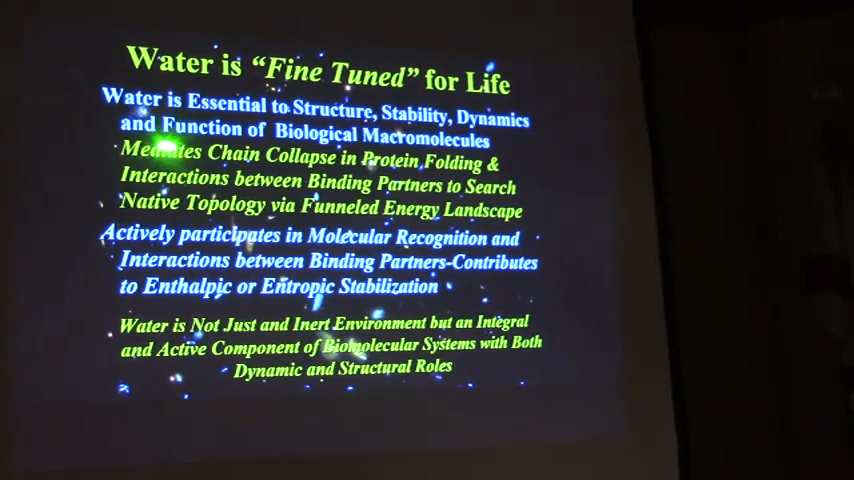 Water is “Fine Tuned” for Life
Water is Essential to Structure, Stability, Dynamics
and Function of Biological Macromolecules
Mediates Chain Collapse in Protein Folding &
Interactions between Binding Partners to Search
Native Topology via Funneled Energy Landscape
Actively participates in Molecular Recognition and
Interactions between Binding Partners-Contributes
to Enthalpic or Entropic Stabilization
Water is Not Just and Inert Environment but an Integral
and Active Component of Biomolecular Systems with Both
Dynamic and Structural Roles